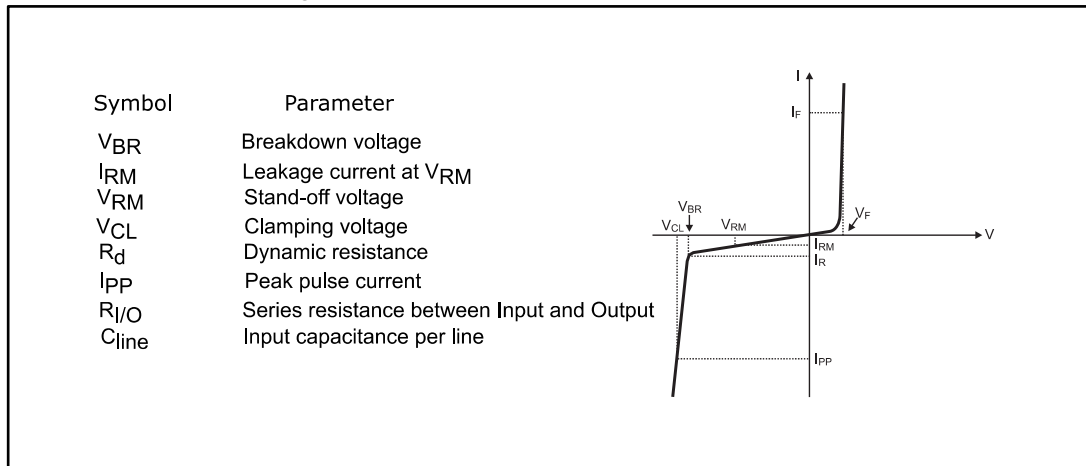 Symbol Parameter
VBR Breakdown voltage
IRM Leakage current at VRM
VRM Stand-off voltage
VCL Clamping voltage
Rd Dynamic resistance
IPP Peak pulse current
RI/O Series resistance between Input and Output
Cline Input capacitance per line
I
IF
VF
VBR
VCL
VRM
V
IRM
IR
IPP